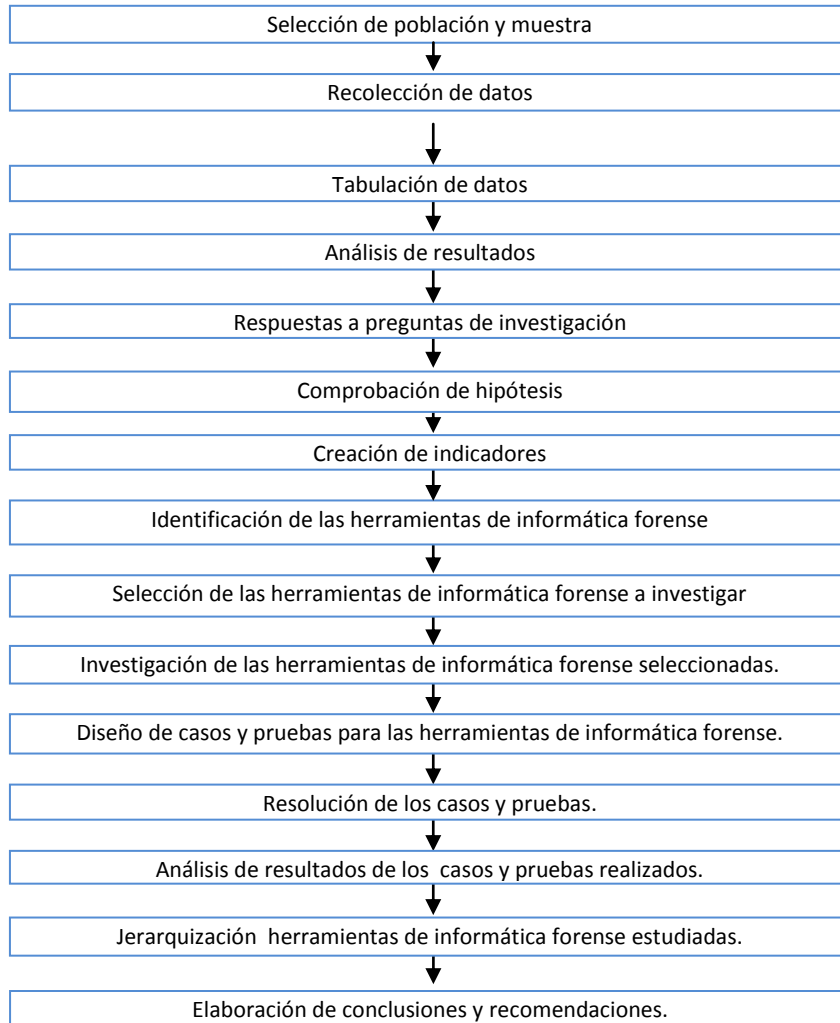 Selección de población y muestra
Recolección de datos
Tabulación de datos
Análisis de resultados
Respuestas a preguntas de investigación
Comprobación de hipótesis
Creación de indicadores
Identificación de las herramientas de informática forense
Selección de las herramientas de informática forense a investigar
Investigación de las herramientas de informática forense seleccionadas.
Diseño de casos y pruebas para las herramientas de informática forense.
Resolución de los casos y pruebas.
Análisis de resultados de los  casos y pruebas realizados.
Jerarquización  herramientas de informática forense estudiadas.
Elaboración de conclusiones y recomendaciones.